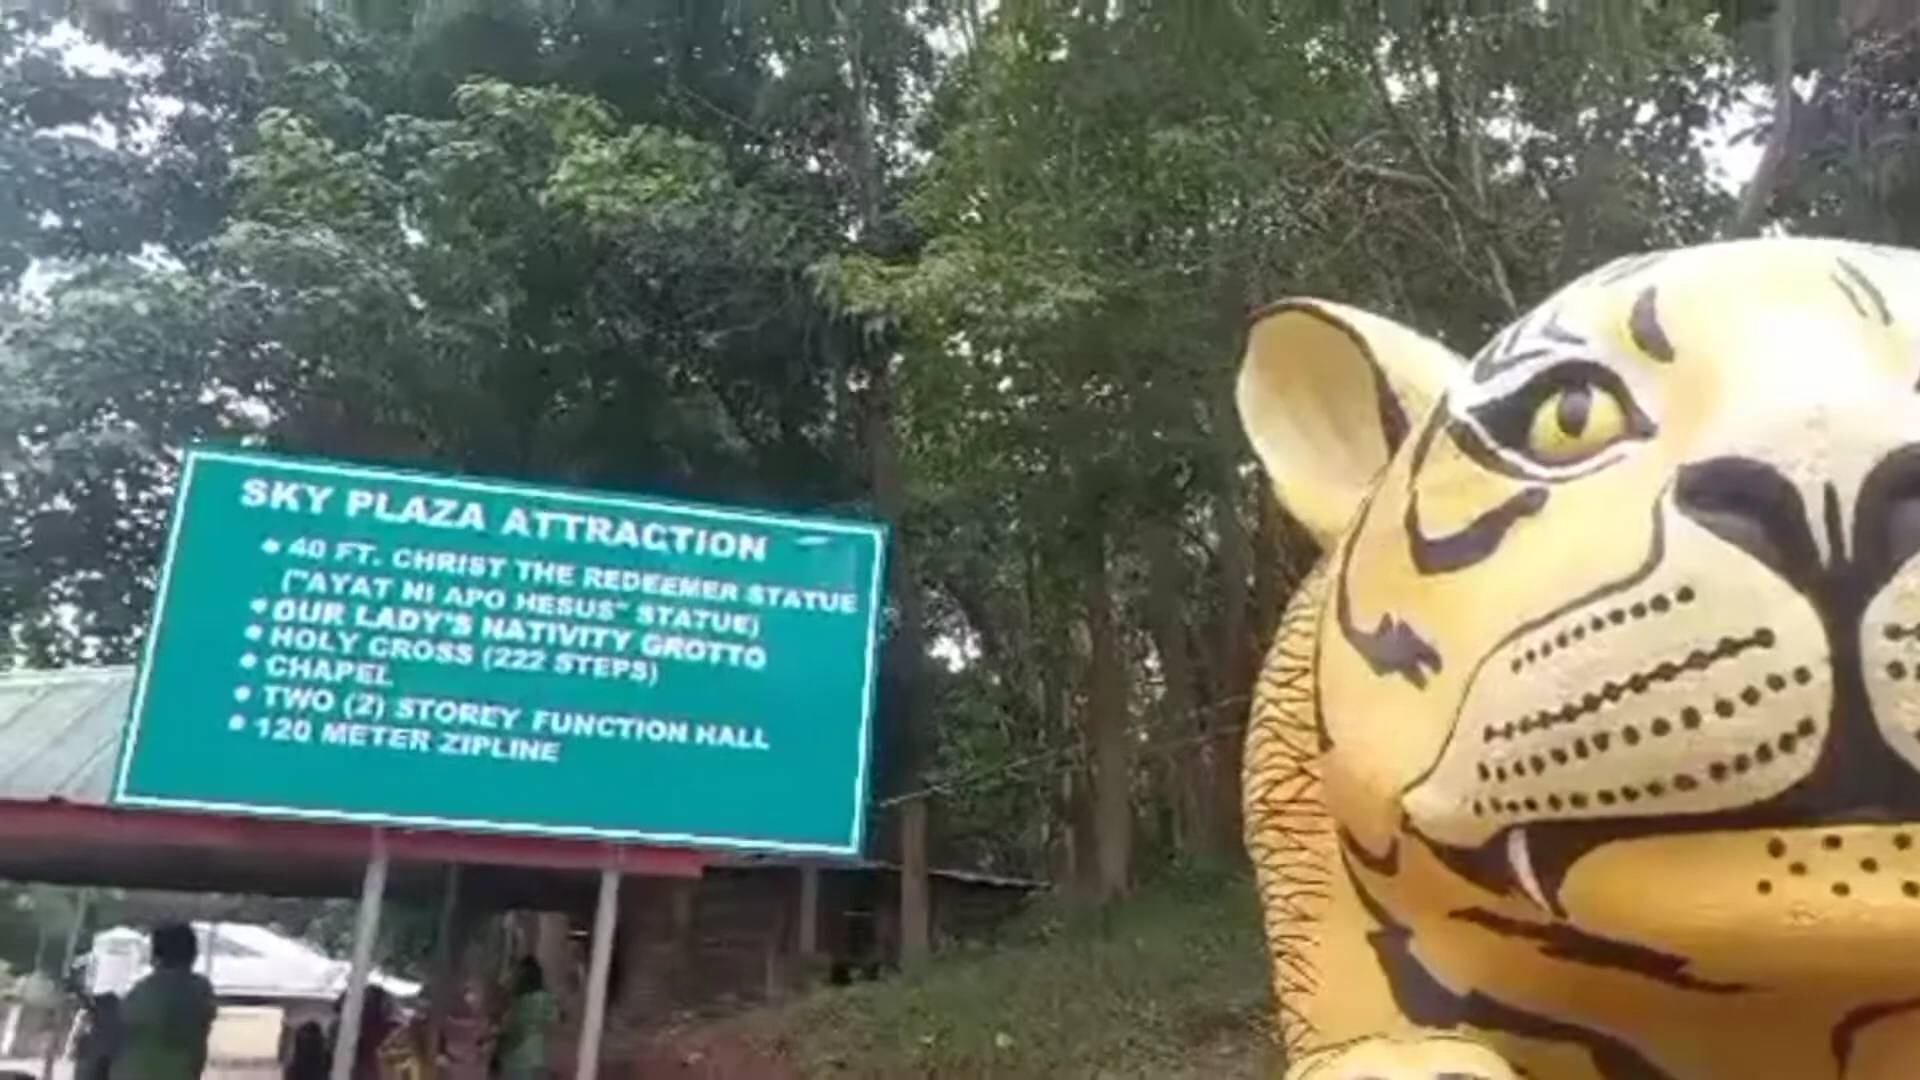 SKY PLAZA ATTRACTION
• 40 FT. CHRIST THE REDEEMER STATUE
("AYAT NI APO HESUS" STATUE)
• OUR LADY'S NATIVITY GROTTO
• HOLY CROSS (222 STEPS)
• CHAPEL
• TWO (2) STOREY FUNCTION HALL
• 120 METER ZIPLINE